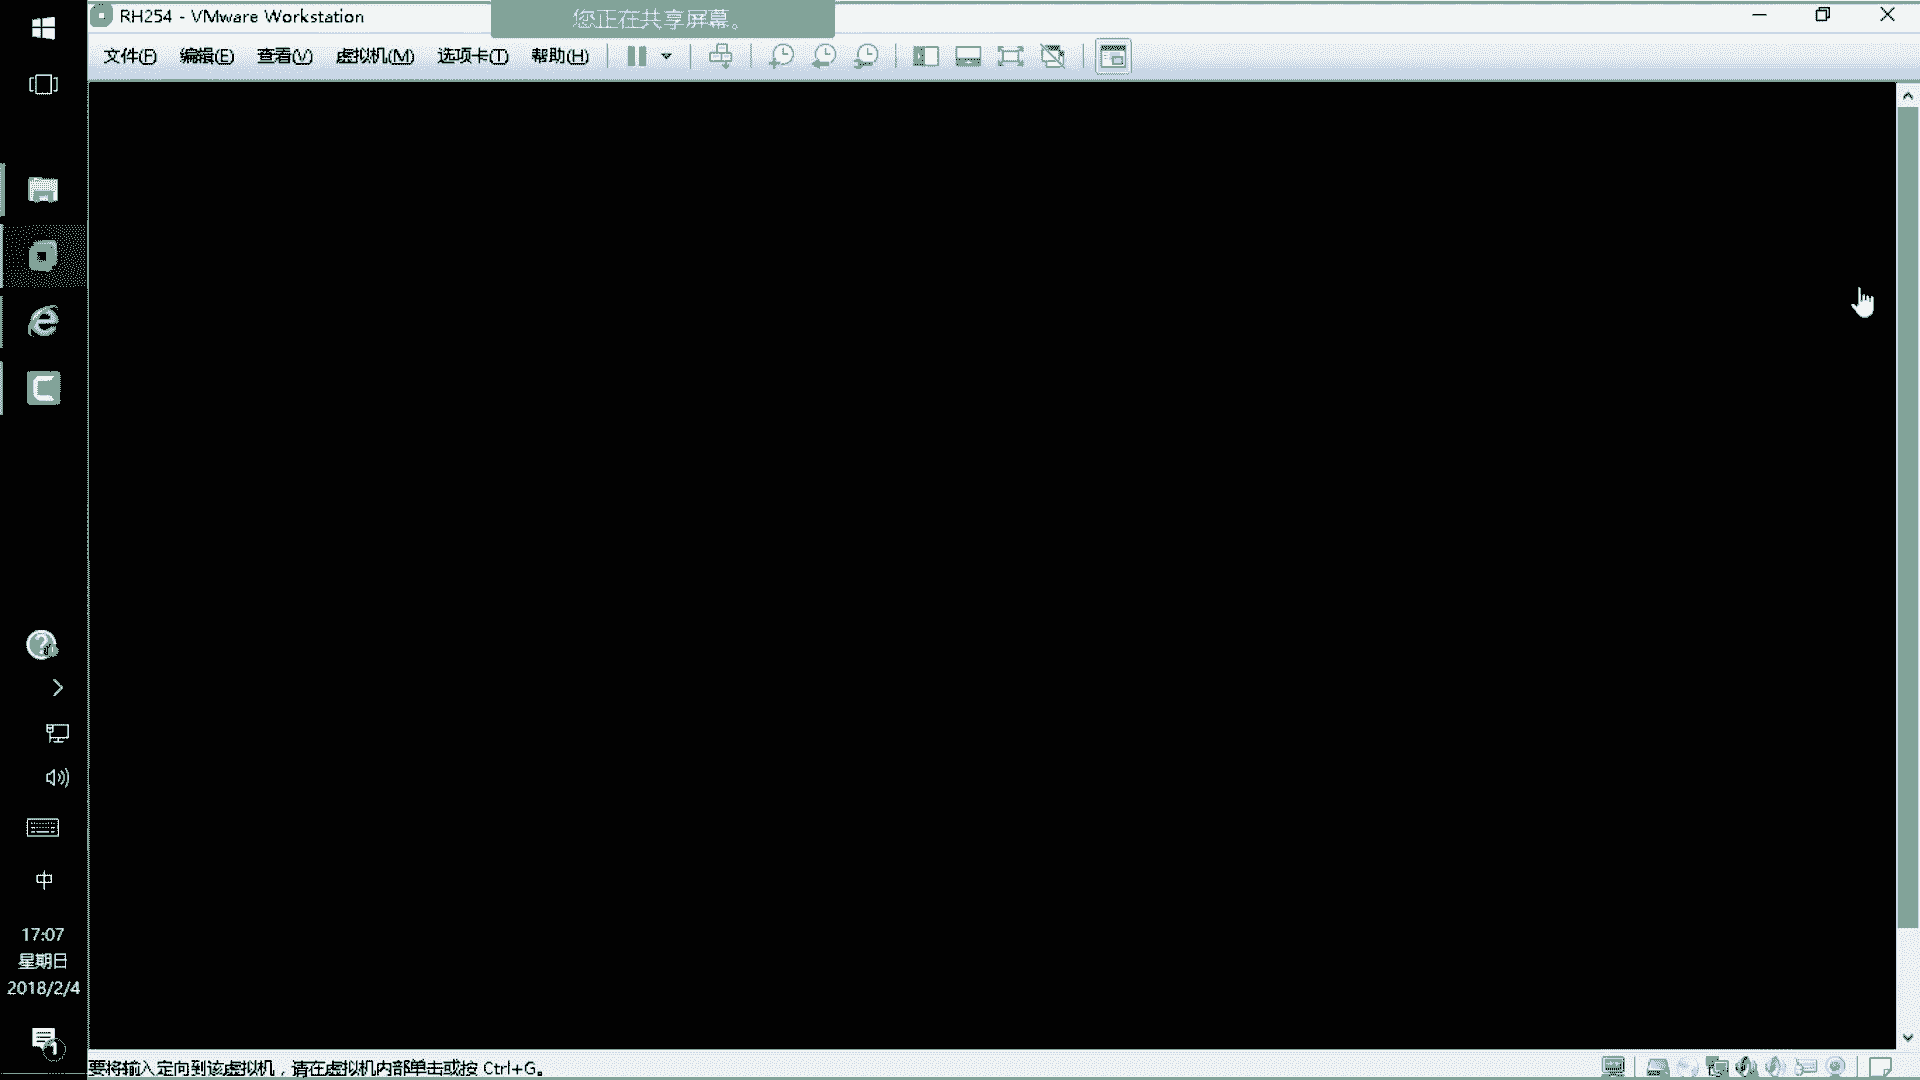 RH254 - VMware Workstation
您正在共享屏幕。
文件(F) 编辑(E) 查看(V) 虚拟机(M) 选项卡(T) 帮助(H)
中
17:07
星期日
2018/2/4
1
要将输入定向到该虚拟机，请在虚拟机内部单击或按 Ctrl+G。